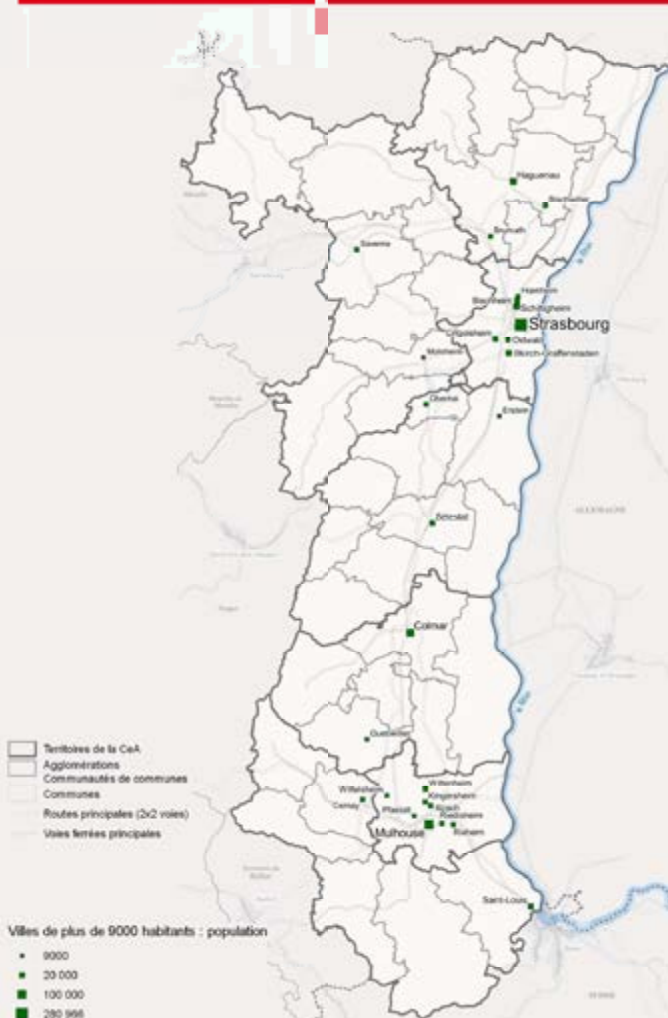 Haguenau
Bischwiller
Brumath
Saverne
Hœnheim
Bischheim
Schiltigheim
Strasbourg
Lingolsheim
Ostwald
Illkirch-Graffenstaden
Molsheim
Obernai
Erstein
ALLEMAGNE
Sélestat
Colmar
Guebwiller
Territoires de la CeA
Agglomérations
Communautés de communes
Communes
Routes principales (2x2 voies)
Voies ferrées principales
Wittelsheim
Cernay
Wittenheim
Kingersheim
Illzach
Pfastatt
Riedisheim
Mulhouse
Rixheim
Saint-Louis
Villes de plus de 9000 habitants : population
9000
20 000
100 000
280 966
SUISSE